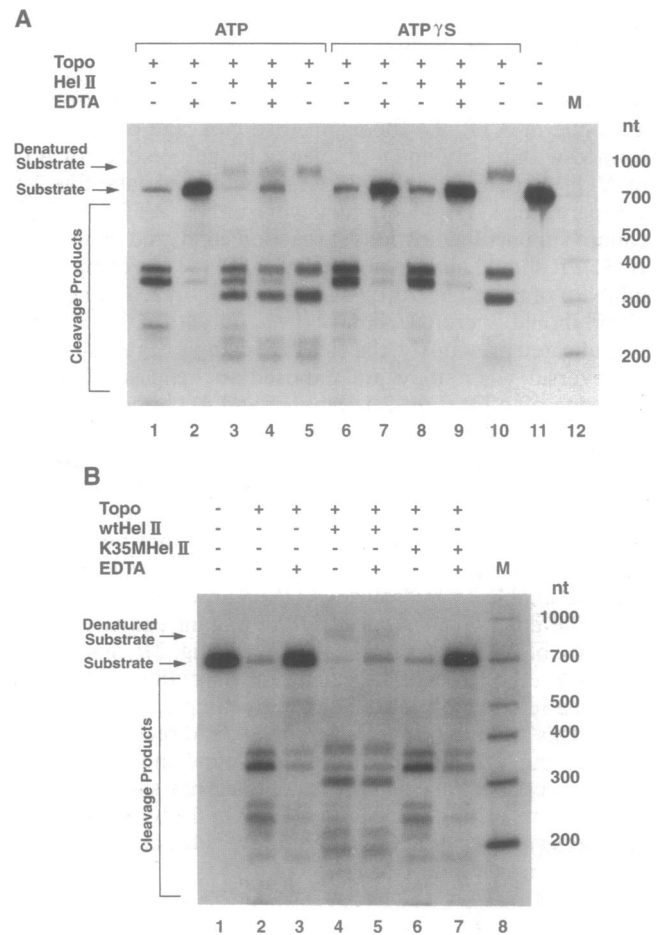 A
ATP ATPγS
Topo + + + + + + + + + + -
Hel II - - + + - - - + + - -
EDTA - + - + - - + - + - - M
nt
Denatured
Substrate
Substrate
Cleavage Products
1000
700
500
400
300
200
1 2 3 4 5 6 7 8 9 10 11 12
B
Topo - + + + + + +
wtHel II - - - + + - -
K35MHel II - - - - - + +
EDTA - - + - + - + M
nt
Denatured
Substrate
Substrate
Cleavage Products
1000
700
500
400
300
200
1 2 3 4 5 6 7 8